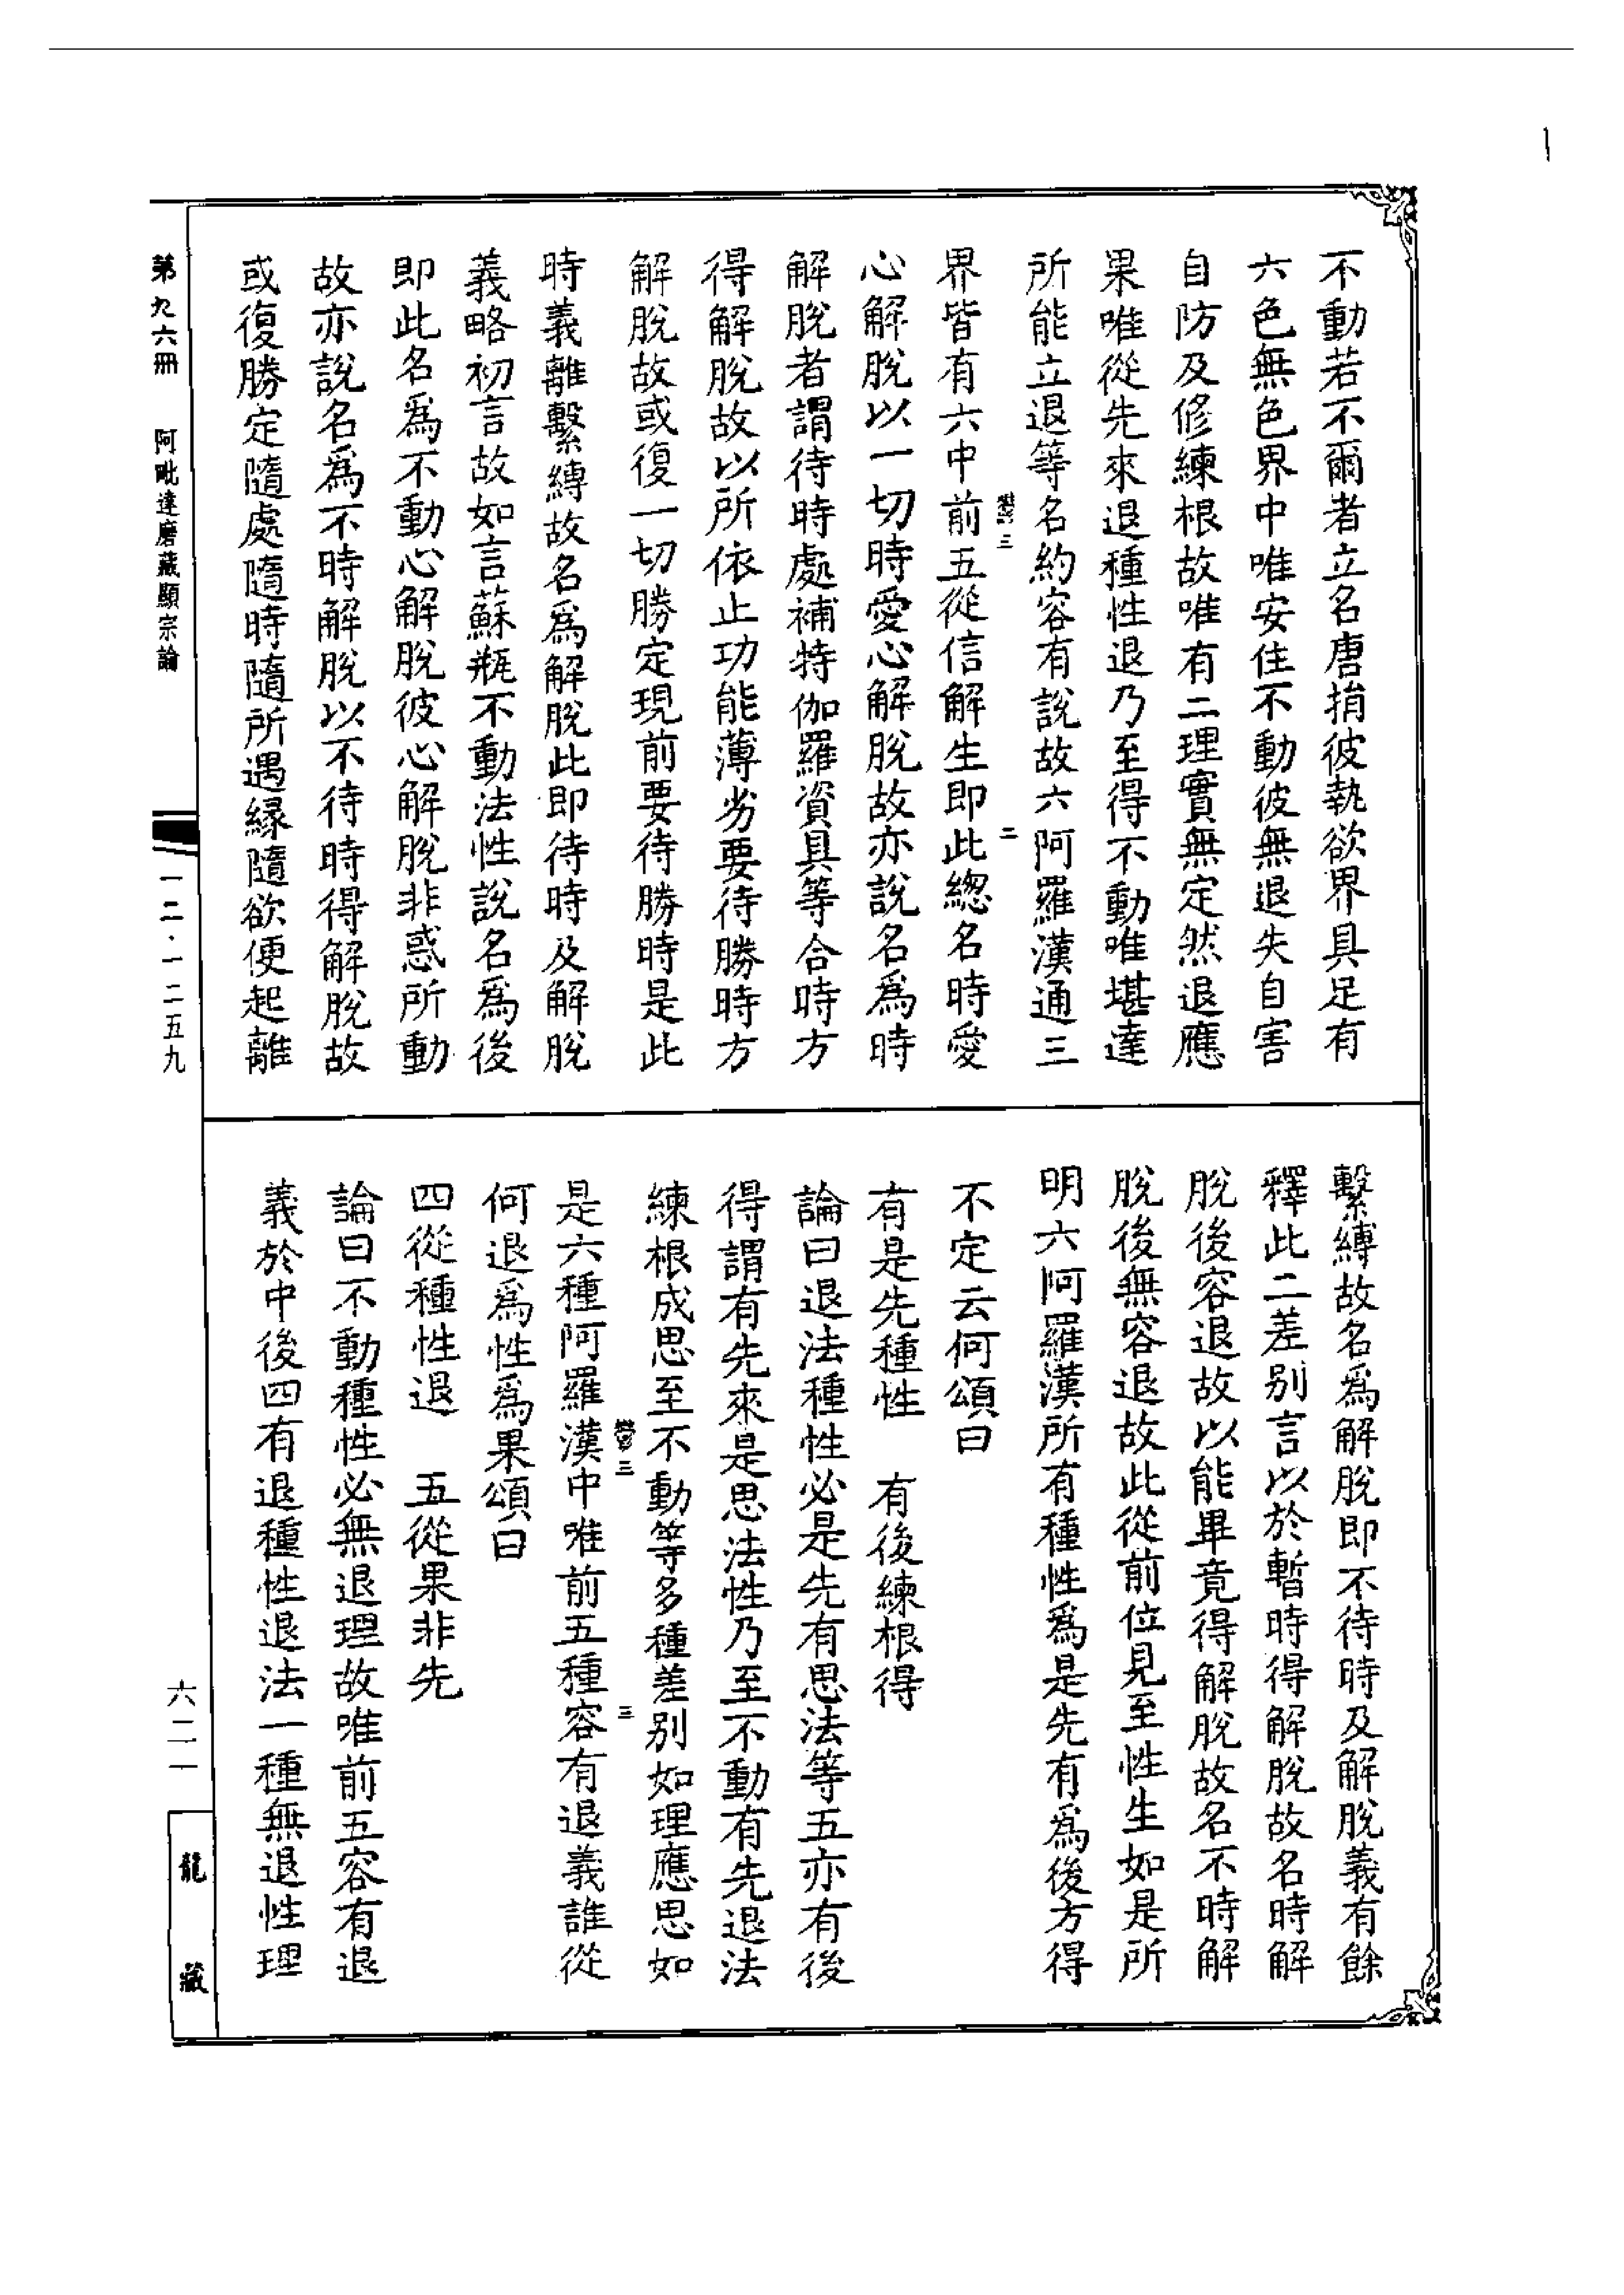 不動若不爾者立名唐捐彼執欲界具足有
六色無色界中唯安住不動彼無退失自害
自防及修練根故唯有二理實無定然退應
果唯從先來退種性退乃至得不動唯堪達
所能立退等名約容有說故六阿羅漢通三
界皆有六中前五從信解生即此總名時愛
心解脫以一切時愛心解脫故亦說名為時
解脫者謂待時處補特伽羅資具等合時方
得解脫故以所依止功能薄劣要待勝時方
解脫故或復一切勝定現前要待勝時是此
時義離繫縛故名為解脫此即待時及解脫
義略初言故如言蘇瓶不動法性說名為後
即此名為不動心解脫彼心解脫非惑所動
故亦說名為不時解脫以不待時得解脫故
或復勝定隨處隨時隨所遇緣隨欲便起離
三
二
第九六冊 阿毗達磨藏顯宗論
一二·一二五九
繫縛故名為解脫即不待時及解脫義有餘
釋此二差別言以於暫時得解脫故名時解
脫後容退故以能畢竟得解脫故名不時解
脫後無容退故此從前位見至性生如是所
明六阿羅漢所有種性為是先有為後方得
不定云何頌曰
有是先種性 有後練根得
論曰退法種性必是先有思法等五亦有後
得謂有先來是思法性乃至不動有先退法
練根成思至不動等多種差別如理應思如
是六種阿羅漢中唯前五種容有退義誰從
何退為性為果頌曰
四從種性退 五從果非先
論曰不動種性必無退理故唯前五容有退
義於中後四有退種性退法一種無退性理
三
三
六二一
龍藏